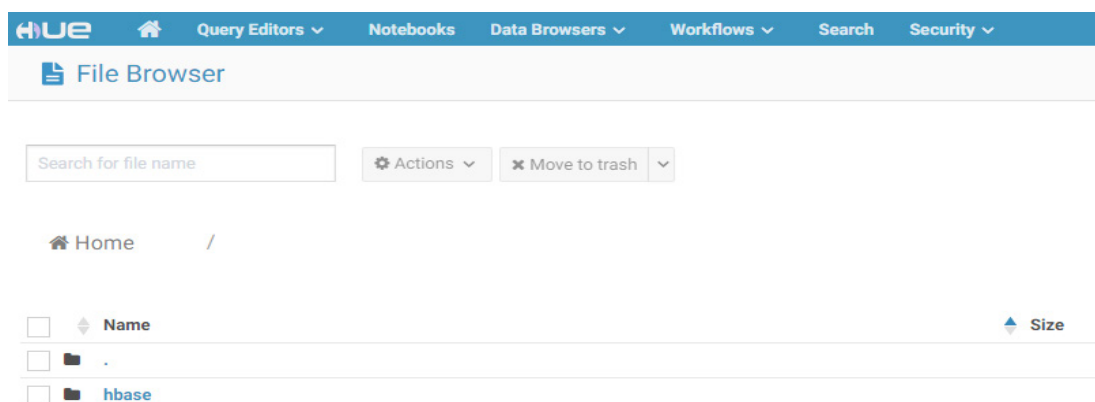 HUE Query Editors Notebooks Data Browsers Workflows Search Security
File Browser
Search for file name Actions Move to trash
Home /
Name Size
.
hbase